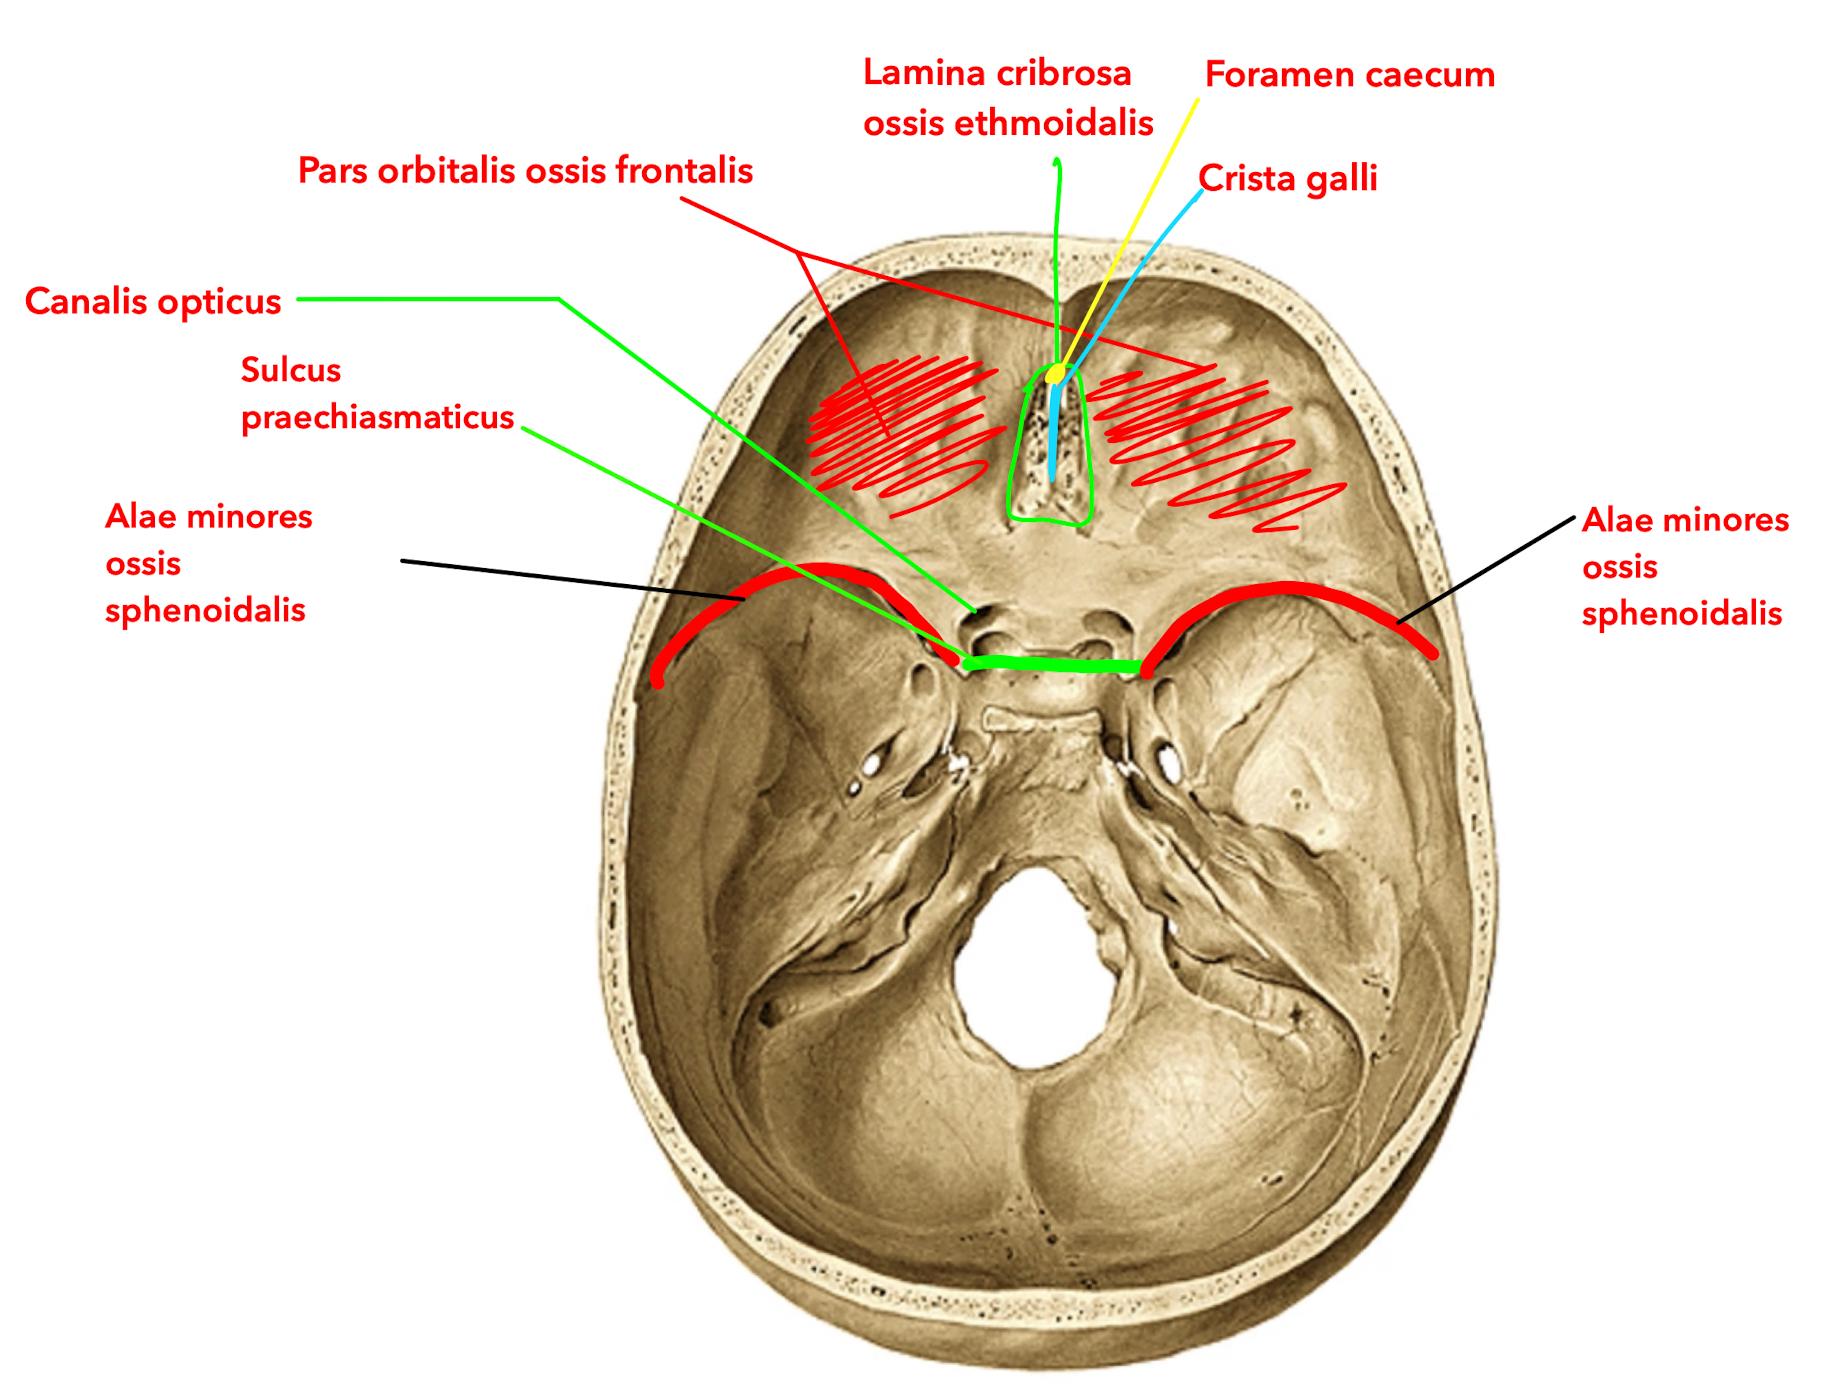 Lamina cribrosa
ossis ethmoidalis
Foramen caecum
Pars orbitalis ossis frontalis
Crista galli
Canalis opticus
Sulcus
praechiasmaticus
Alae minores
ossis
sphenoidalis
Alae minores
ossis
sphenoidalis